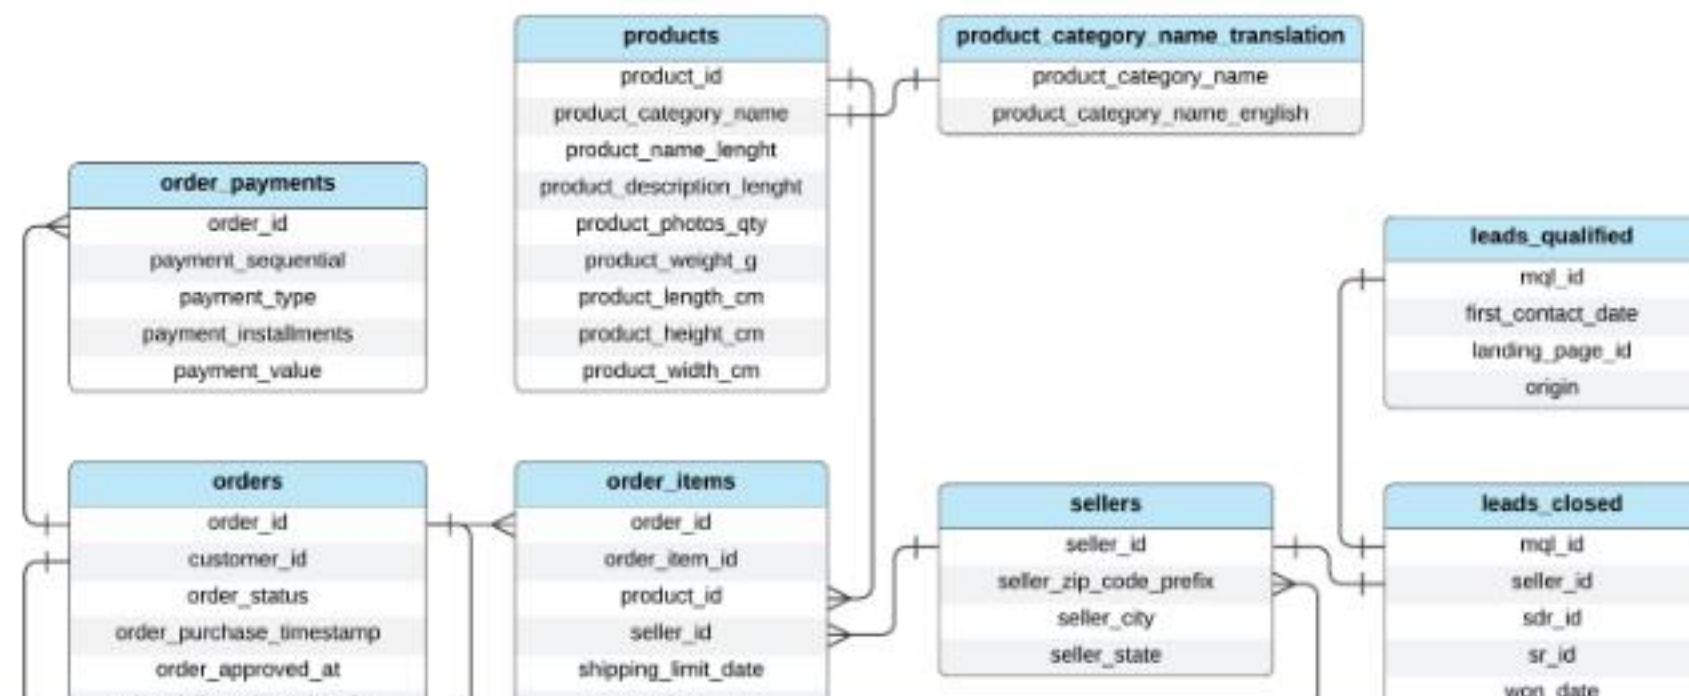 products
product_id
product_category_name
product_name_lenght
product_description_lenght
product_photos_qty
product_weight_g
product_length_cm
product_height_cm
product_width_cm
product_category_name_translation
product_category_name
product_category_name_english
order_payments
order_id
payment_sequential
payment_type
payment_installments
payment_value
leads_qualified
mql_id
first_contact_date
landing_page_id
origin
orders
order_id
customer_id
order_status
order_purchase_timestamp
order_approved_at
order_items
order_id
order_item_id
product_id
seller_id
shipping_limit_date
sellers
seller_id
seller_zip_code_prefix
seller_city
seller_state
leads_closed
mql_id
seller_id
sdr_id
sr_id
won_date